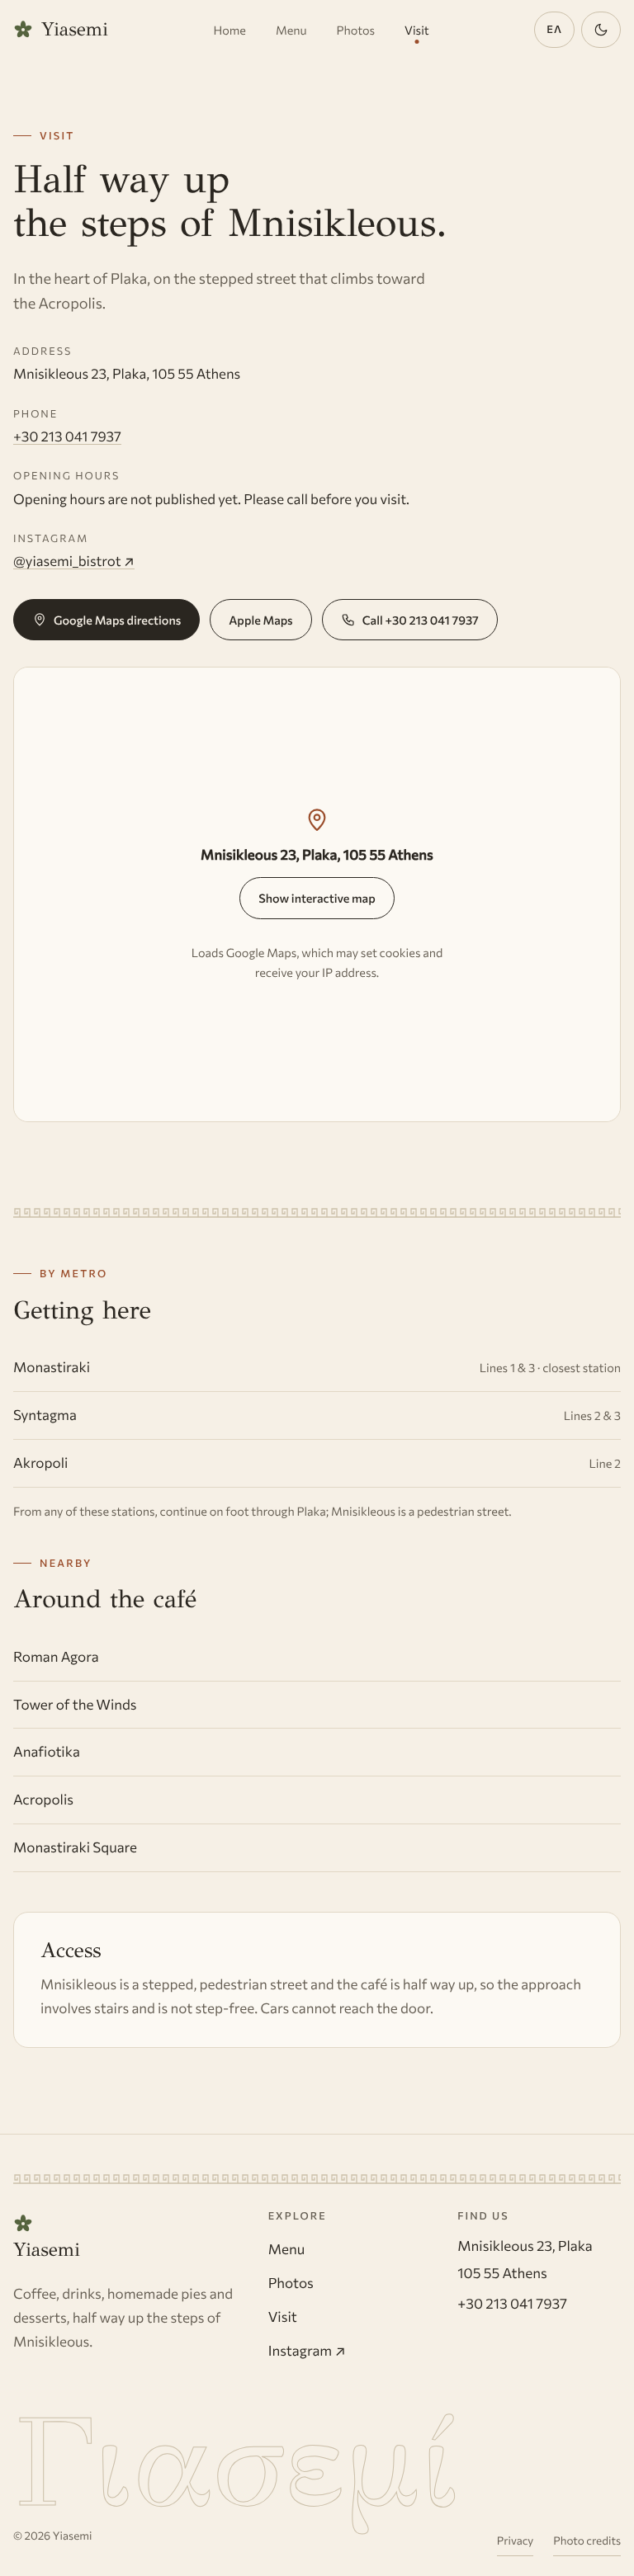 Yiasemi
Home
Menu
Photos
Visit
ΕΛ
VISIT
Half way up
the steps of Mnisikleous.
In the heart of Plaka, on the stepped street that climbs toward
the Acropolis.
ADDRESS
Mnisikleous 23, Plaka, 105 55 Athens
PHONE
+30 213 041 7937
OPENING HOURS
Opening hours are not published yet. Please call before you visit.
INSTAGRAM
@yiasemi_bistrot ↗
Google Maps directions
Apple Maps
Call +30 213 041 7937
Mnisikleous 23, Plaka, 105 55 Athens
Show interactive map
Loads Google Maps, which may set cookies and
receive your IP address.
BY METRO
Getting here
Monastiraki
Lines 1 & 3 · closest station
Syntagma
Lines 2 & 3
Akropoli
Line 2
From any of these stations, continue on foot through Plaka; Mnisikleous is a pedestrian street.
NEARBY
Around the café
Roman Agora
Tower of the Winds
Anafiotika
Acropolis
Monastiraki Square
Access
Mnisikleous is a stepped, pedestrian street and the café is half way up, so the approach
involves stairs and is not step-free. Cars cannot reach the door.
Yiasemi
Coffee, drinks, homemade pies and
desserts, half way up the steps of
Mnisikleous.
EXPLORE
Menu
Photos
Visit
Instagram ↗
FIND US
Mnisikleous 23, Plaka
105 55 Athens
+30 213 041 7937
Γιασεμί
© 2026 Yiasemi
Privacy
Photo credits